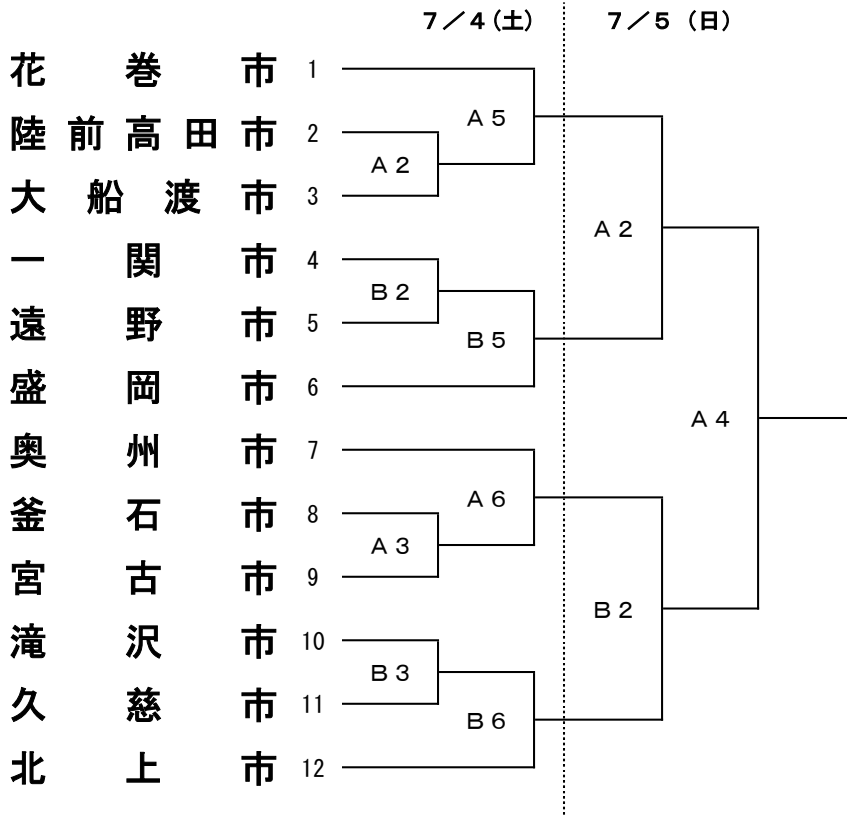 7／4（土） 7／5（日）
花巻市 1
A5
陸前高田市 2
A2
大船渡市 3
A2
一関市 4
B2
遠野市 5
B5
盛岡市 6
A4
奥州市 7
A6
釜石市 8
A3
宮古市 9
B2
滝沢市 10
B3
久慈市 11
B6
北上市 12